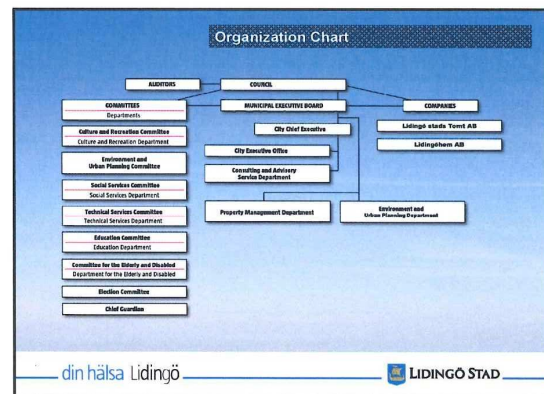 Organization Chart
AUDITORS
COUNCIL
COMMITTEES
Departments
MUNICIPAL EXECUTIVE BOARD
COMPANIES
Culture and Recreation Committee
Culture and Recreation Department
City Chief Executive
Lidingö stads Tomt AB
Lidingöhem AB
Environment and
Urban Planning Committee
City Executive Office
Consulting and Advisory
Service Department
Social Services Committee
Social Services Department
Technical Services Committee
Technical Services Department
Property Management Department
Environment and
Urban Planning Department
Education Committee
Education Department
Committee for the Elderly and Disabled
Department for the Elderly and Disabled
Election Committee
Chief Guardian
din hälsa Lidingö
LIDINGÖ STAD